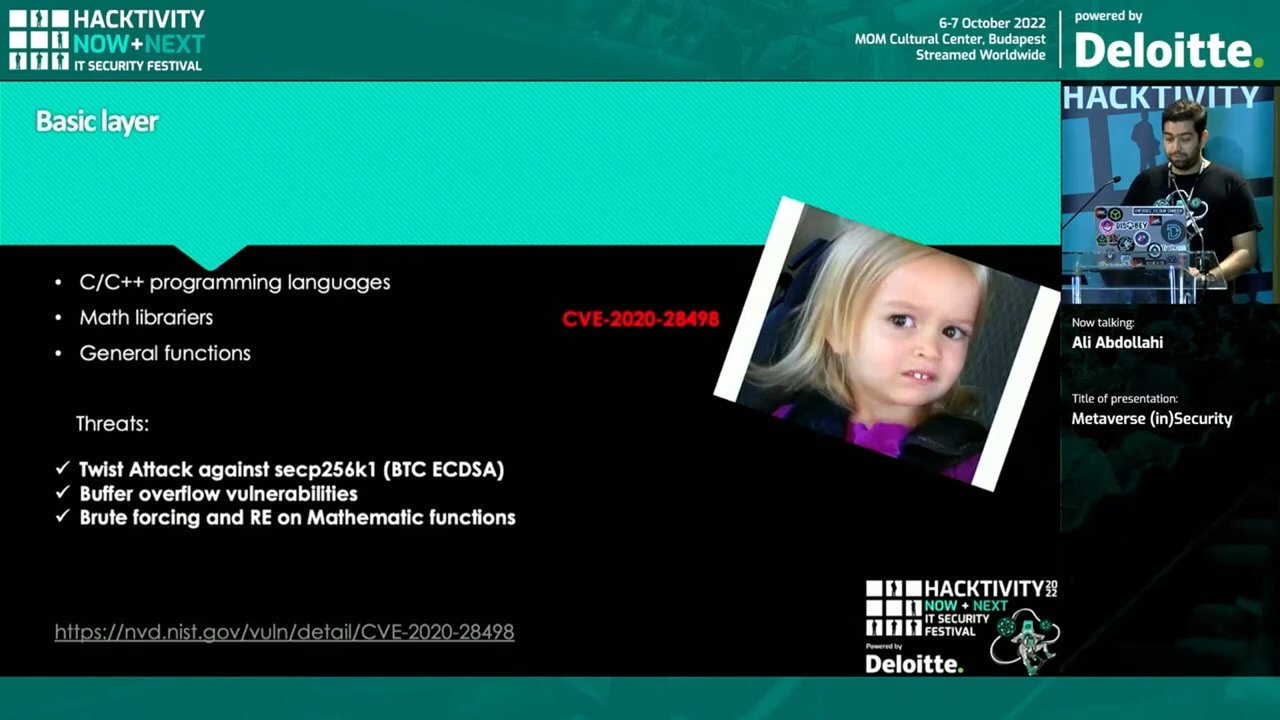 HACKTIVITY
NOW+NEXT
IT SECURITY FESTIVAL
6-7 October 2022
MOM Cultural Center, Budapest
Streamed Worldwide
powered by
Deloitte.
Basic layer
• C/C++ programming languages
• Math librariers
• General functions
CVE-2020-28498
Threats:
✓ Twist Attack against secp256k1 (BTC ECDSA)
✓ Buffer overflow vulnerabilities
✓ Brute forcing and RE on Mathematic functions
https://nvd.nist.gov/vuln/detail/CVE-2020-28498
HACKTIVITY 2022
NOW + NEXT
IT SECURITY
FESTIVAL
Powered by
Deloitte.
HACKTIVITY
Now talking:
Ali Abdollahi
Title of presentation:
Metaverse (in)Security